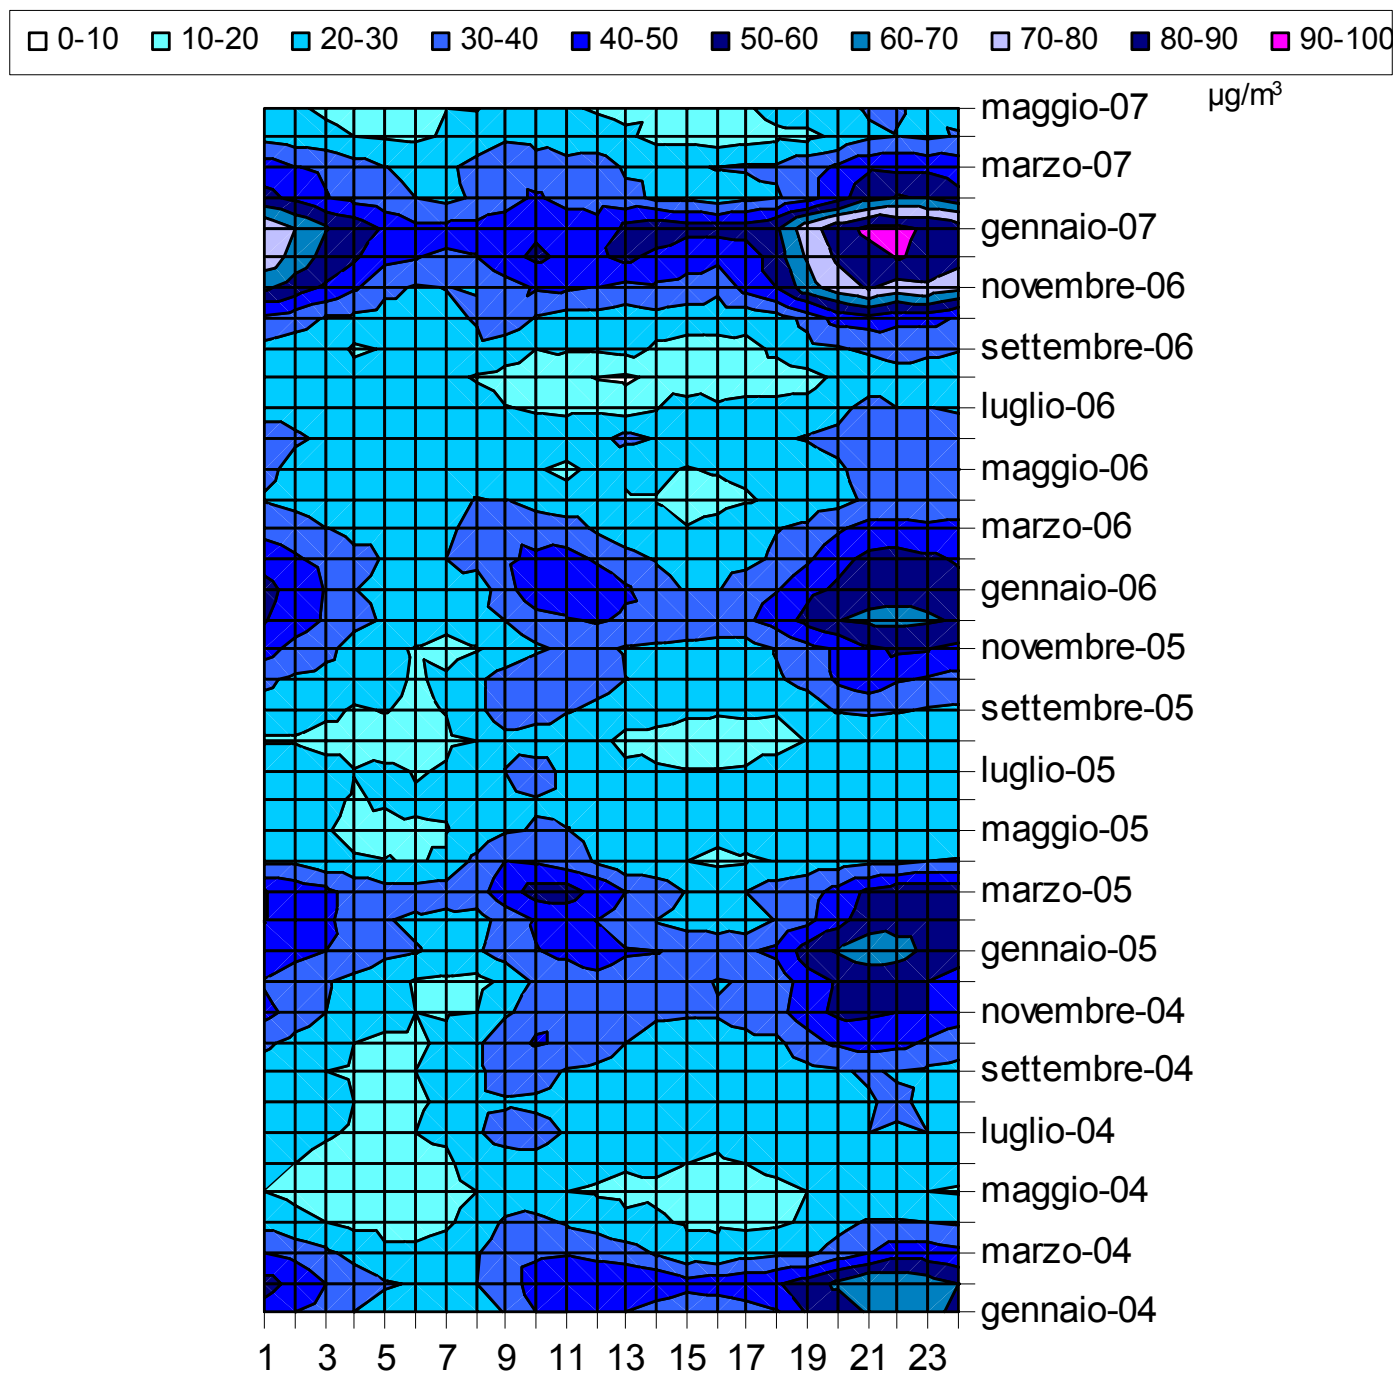 0-10 10-20 20-30 30-40 40-50 50-60 60-70 70-80 80-90 90-100
µg/m³
maggio-07
marzo-07
gennaio-07
novembre-06
settembre-06
luglio-06
maggio-06
marzo-06
gennaio-06
novembre-05
settembre-05
luglio-05
maggio-05
marzo-05
gennaio-05
novembre-04
settembre-04
luglio-04
maggio-04
marzo-04
gennaio-04
1 3 5 7 9 11 13 15 17 19 21 23